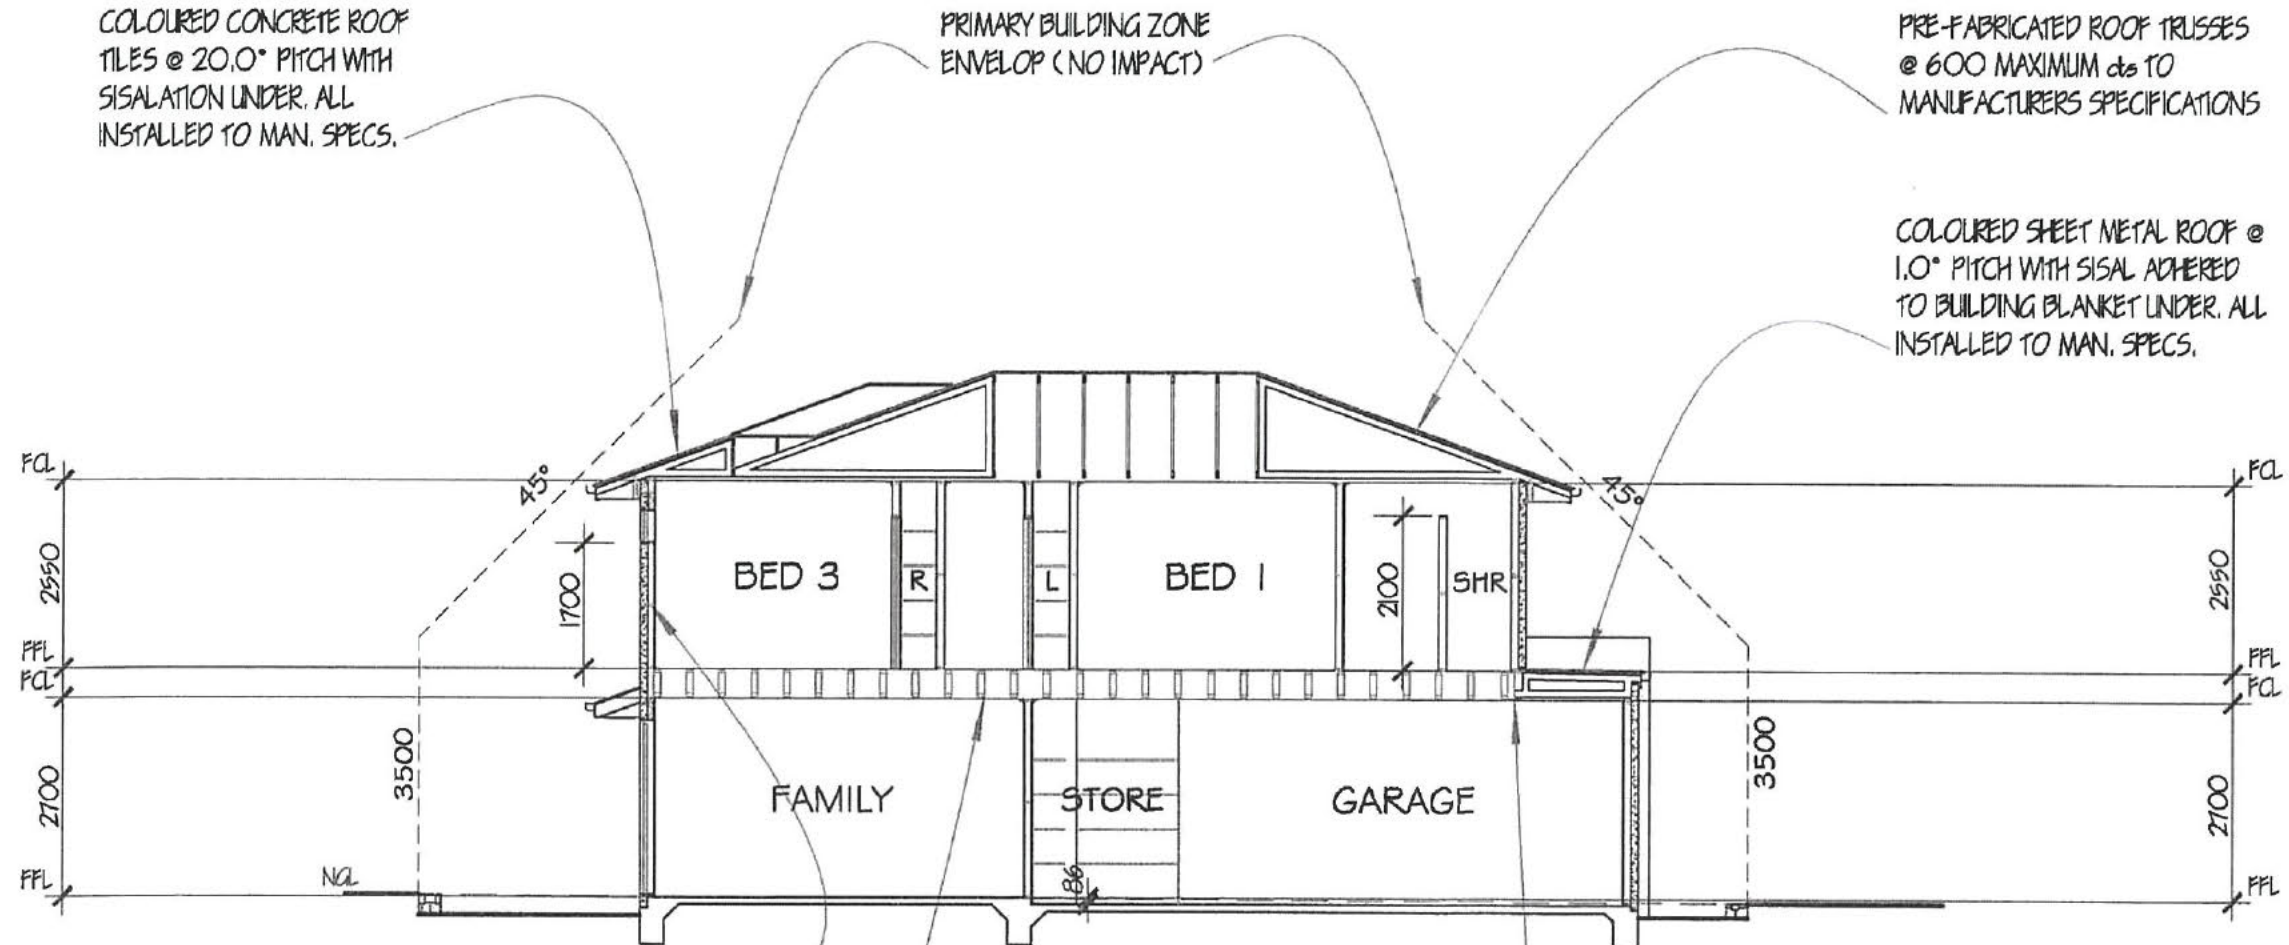 COLOURED CONCRETE ROOF
TILES @ 20.0° PITCH WITH
SISALATION UNDER. ALL
INSTALLED TO MAN. SPECS.
PRIMARY BUILDING ZONE
ENVELOP (NO IMPACT)
PRE-FABRICATED ROOF TRUSSES
@ 600 MAXIMUM cts TO
MANUFACTURERS SPECIFICATIONS
COLOURED SHEET METAL ROOF @
1.0° PITCH WITH SISAL ADHERED
TO BUILDING BLANKET UNDER. ALL
INSTALLED TO MAN. SPECS.
FCL
45°
45°
FCL
2550
1700
BED 3
R
L
BED 1
2100
SHR
2550
FFL
FCL
FFL
FCL
2700
3500
FAMILY
STORE
GARAGE
3500
2700
FFL
NGL
86
FFL